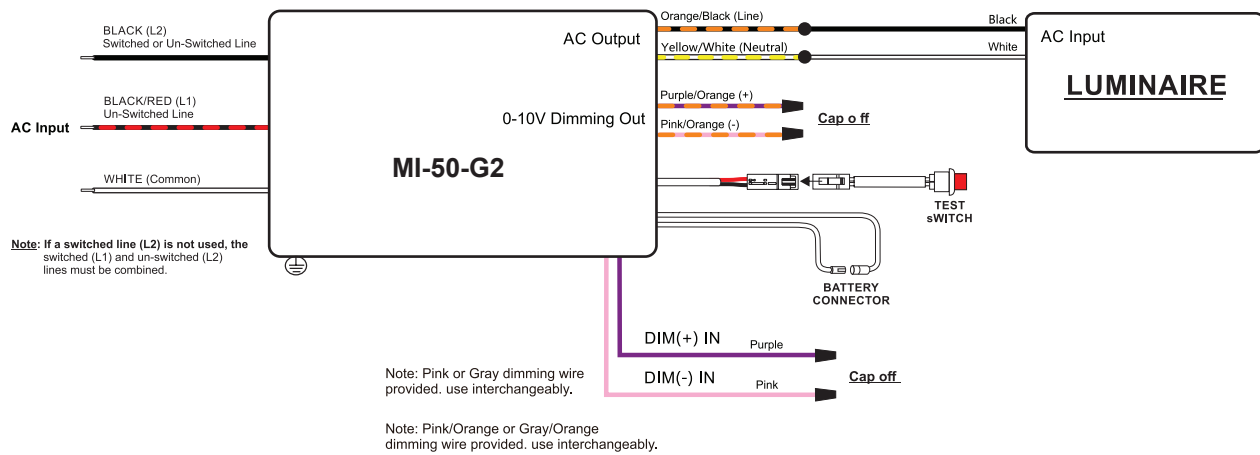 BLACK (L2)
Switched or Un-Switched Line
BLACK/RED (L1)
Un-Switched Line
AC Input
WHITE (Common)
Note: If a switched line (L2) is not used, the
switched (L1) and un-switched (L2)
lines must be combined.
AC Output
0-10V Dimming Out
MI-50-G2
Orange/Black (Line)
Yellow/White (Neutral)
Purple/Orange (+)
Pink/Orange (-)
Cap o ff
Black
White
AC Input
LUMINAIRE
TEST
sWITCH
BATTERY
CONNECTOR
DIM(+) IN
Purple
DIM(-) IN
Pink
Cap off
Note: Pink or Gray dimming wire
provided. use interchangeably.
Note: Pink/Orange or Gray/Orange
dimming wire provided. use interchangeably.